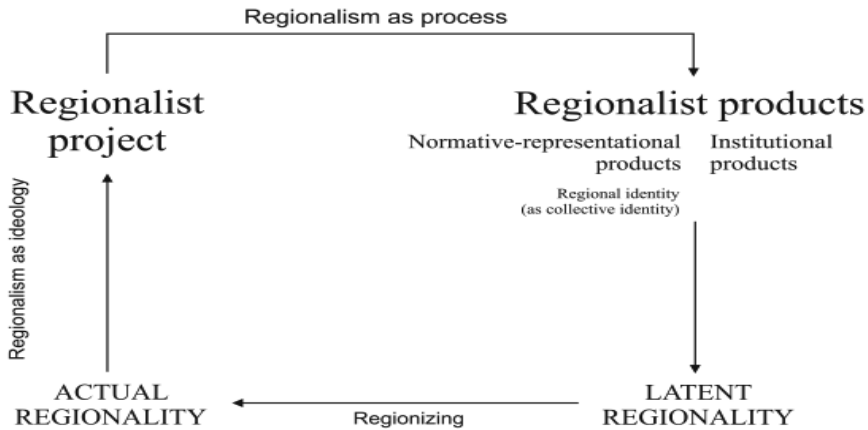 Regionalism as process
Regionalist
project
Regionalist products
Normative-representational
products
Institutional
products
Regional identity
(as collective identity)
Regionalism as ideology
ACTUAL
REGIONALITY
Regionizing
LATENT
REGIONALITY